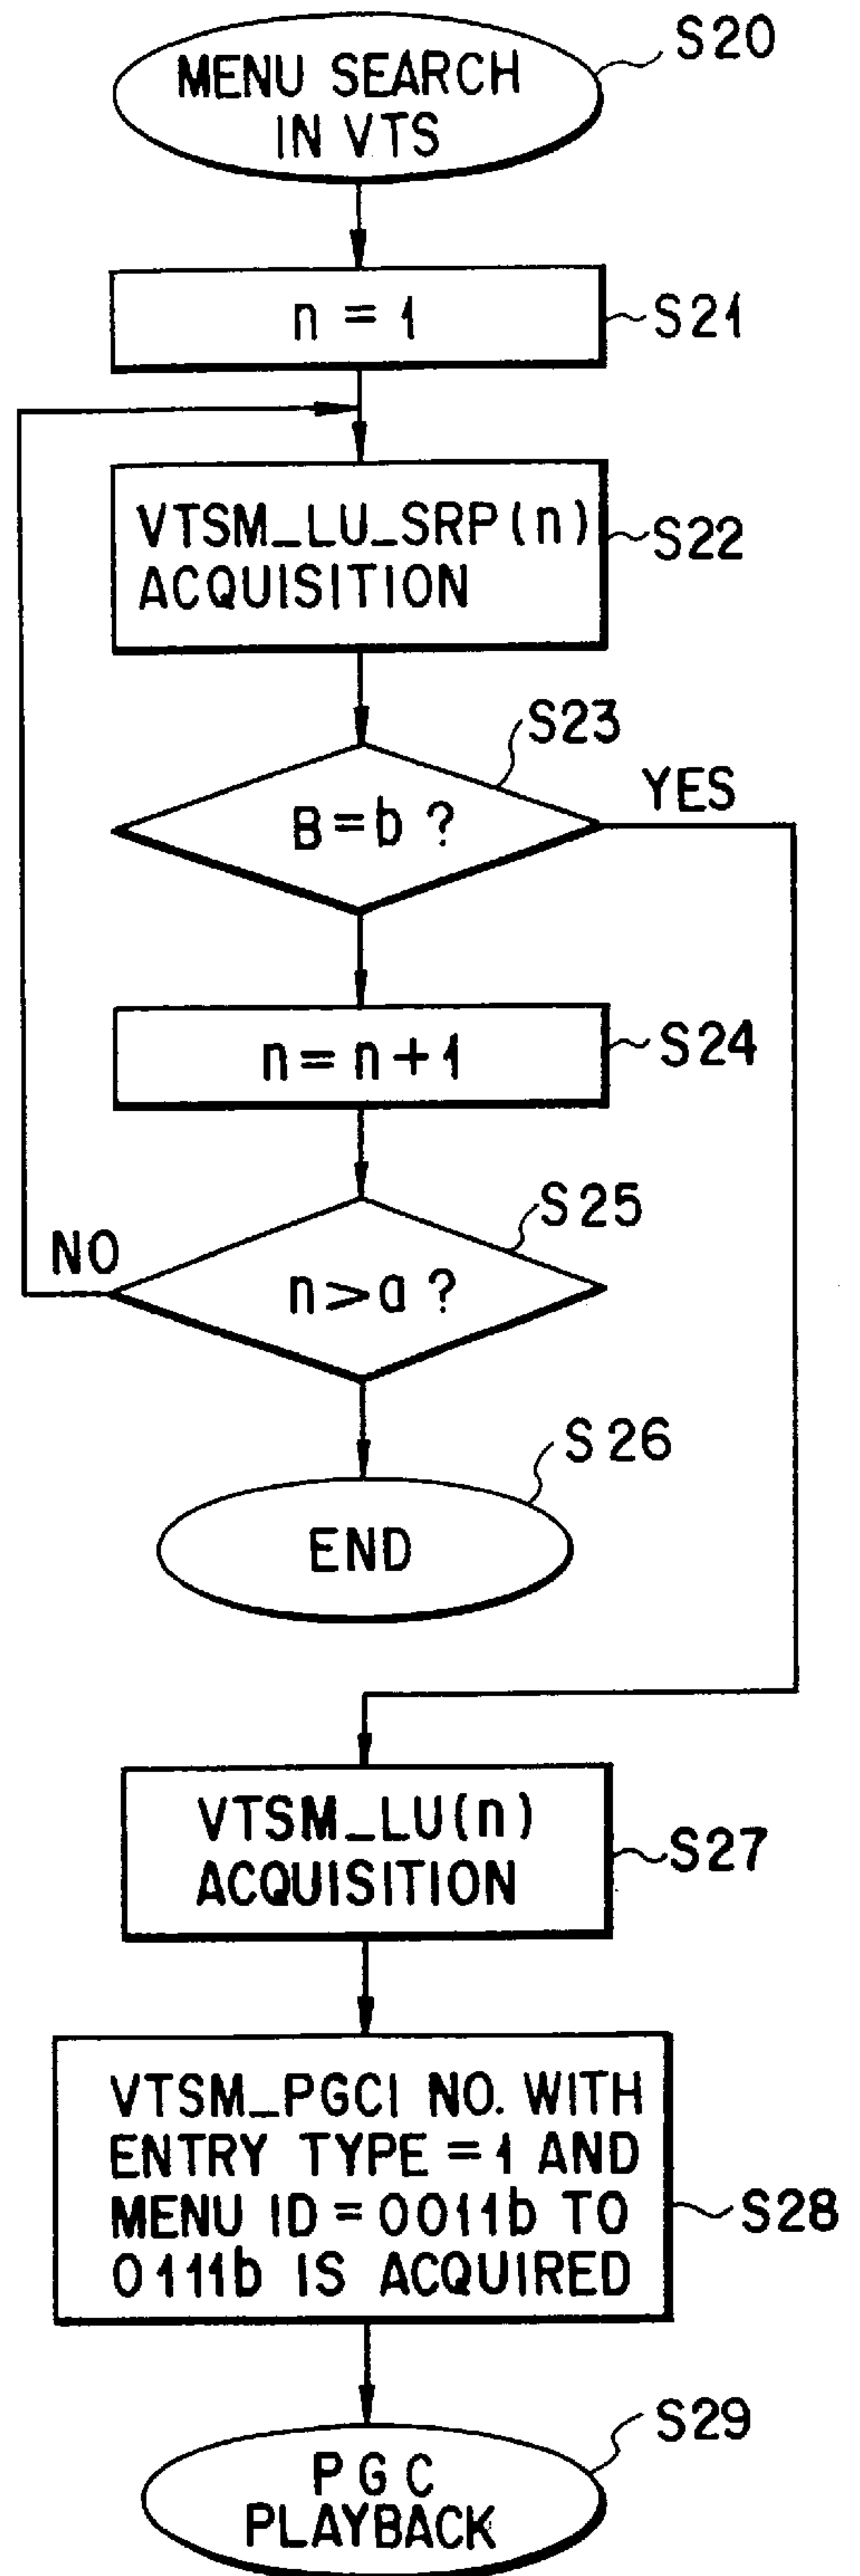 MENU SEARCH
IN VTS
S20
n = 1
S21
VTSM_LU_SRP(n)
ACQUISITION
S22
S23
B=b ?
YES
n=n+1
S24
S25
NO
n>a ?
S26
END
VTSM_LU(n)
ACQUISITION
S27
VTSM_PGCI NO. WITH
ENTRY TYPE =1 AND
MENU ID = 0011b TO
0111b IS ACQUIRED
S28
S29
PGC
PLAYBACK